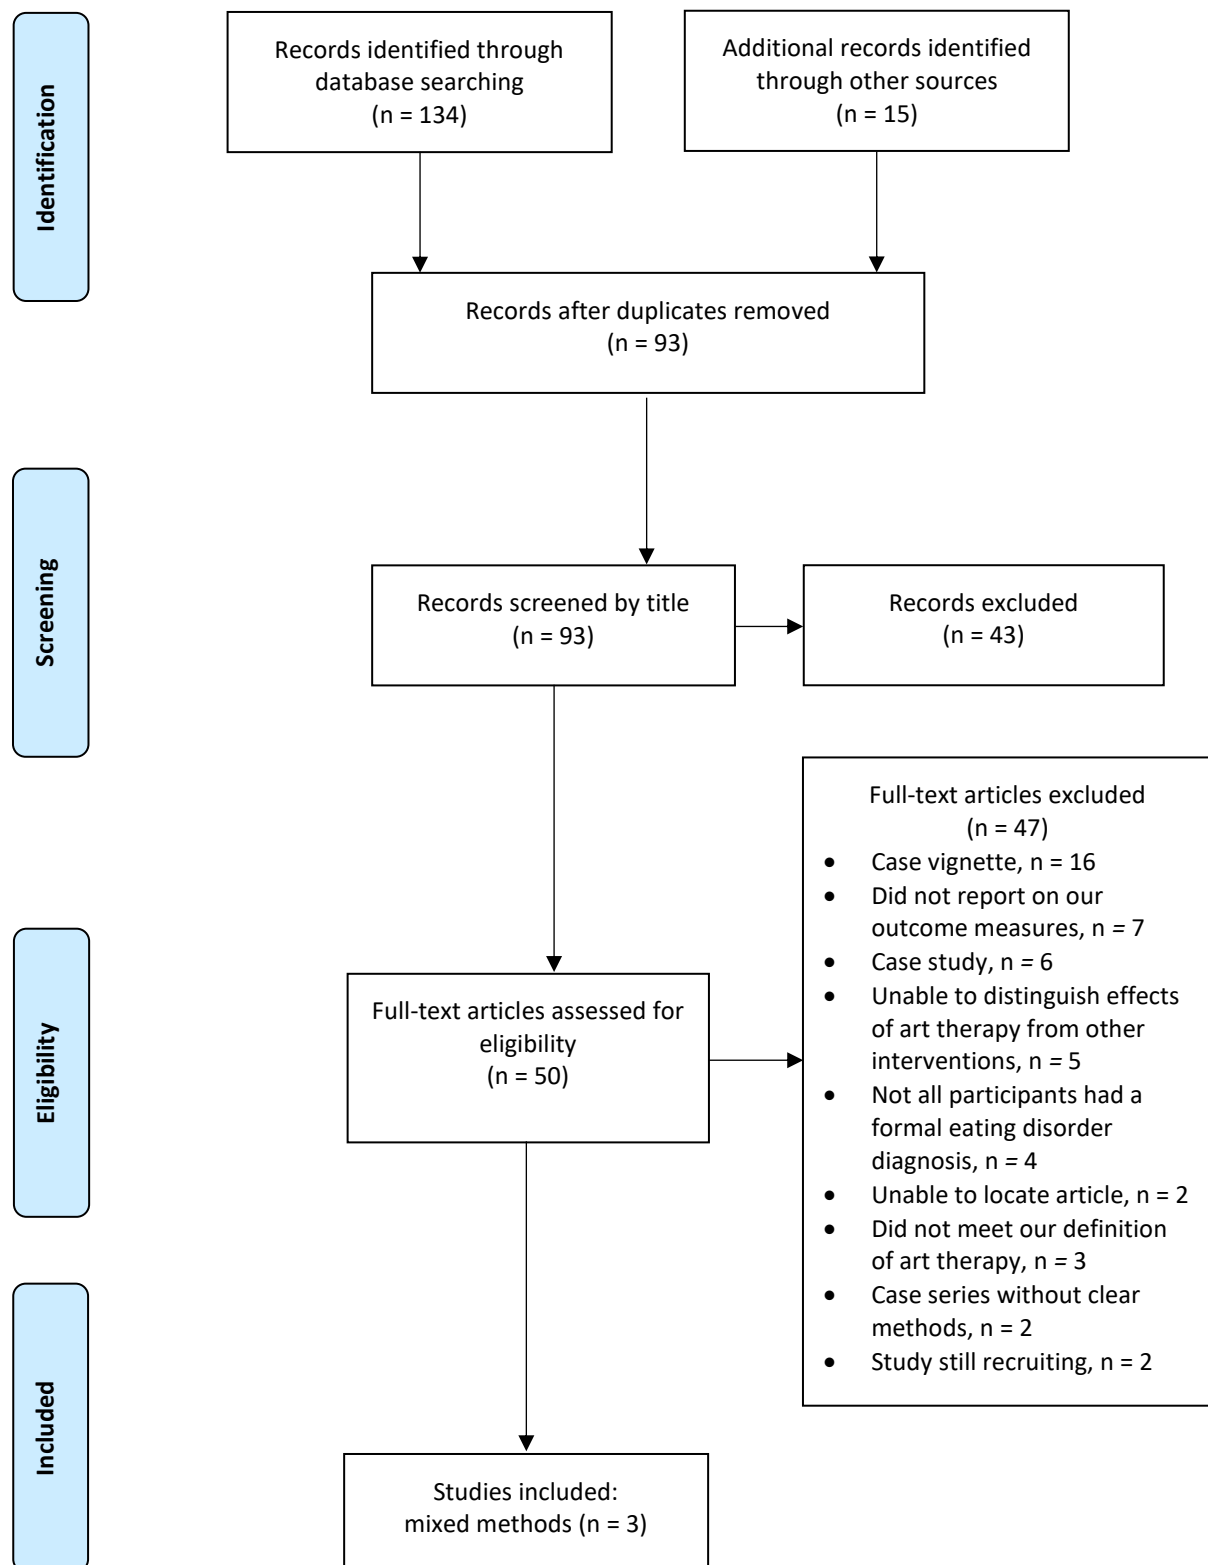 Identification
Records identified through
database searching
(n = 134)
Additional records identified
through other sources
(n = 15)
Records after duplicates removed
(n = 93)
Screening
Records screened by title
(n = 93)
Records excluded
(n = 43)
Eligibility
Full-text articles assessed for
eligibility
(n = 50)
Full-text articles excluded
(n = 47)
• Case vignette, n = 16
• Did not report on our
outcome measures, n = 7
• Case study, n = 6
• Unable to distinguish effects
of art therapy from other
interventions, n = 5
• Not all participants had a
formal eating disorder
diagnosis, n = 4
• Unable to locate article, n = 2
• Did not meet our definition
of art therapy, n = 3
• Case series without clear
methods, n = 2
• Study still recruiting, n = 2
Included
Studies included:
mixed methods (n = 3)